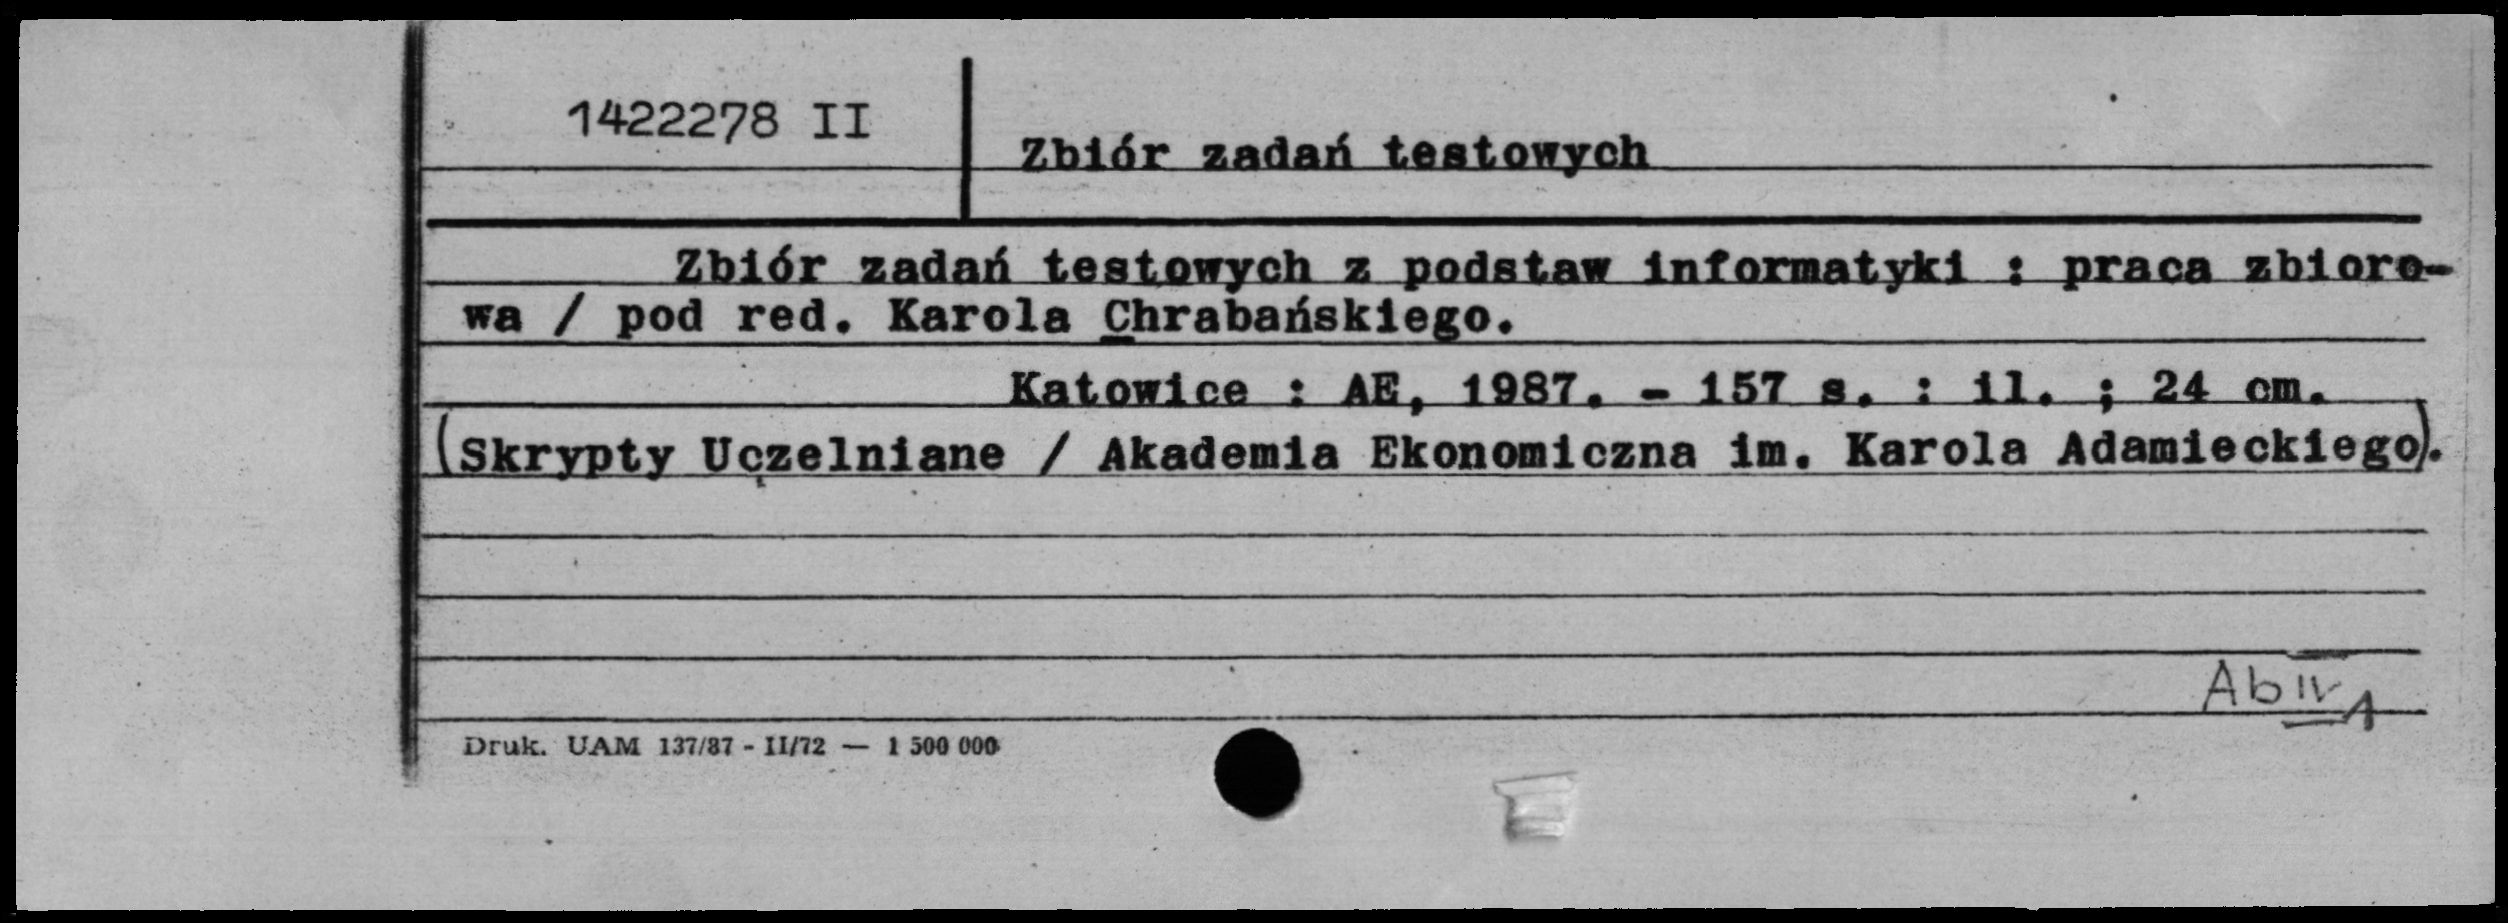 1422278 II
Zbiór zadań testowych
Zbiór zadań testowych z podstaw informatyki : praca zbioro-
wa / pod red. Karola Chrabańskiego.
Katowice : AE, 1987. - 157 s. : il. ; 24 cm.
(Skrypty Uczelniane / Akademia Ekonomiczna im. Karola Adamieckiego).
Ab IV 1
Druk. UAM 137/87 - II/72 — 1 500 000